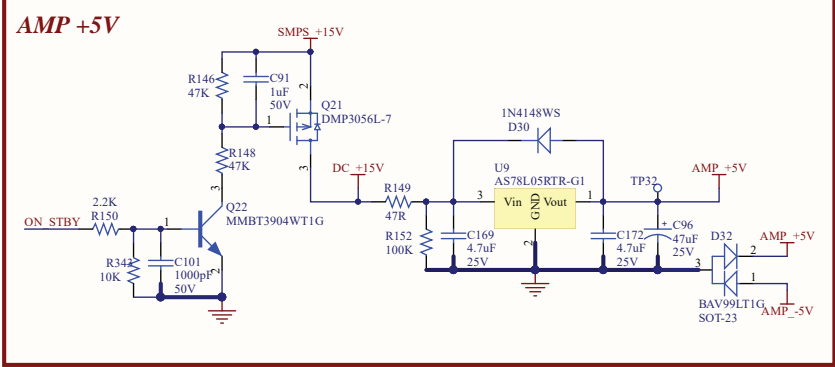 AMP +5V
SMPS_+15V
R146
47K
C91
1uF
50V
2
1
3
Q21
DMP3056L-7
R148
47K
3
2.2K
R150
ON_STBY
1
Q22
MMBT3904WT1G
2
R343
10K
C101
1000pF
50V
DC_+15V
R149
47R
R152
100K
C169
4.7uF
25V
1N4148WS
D30
U9
AS78L05RTR-G1
3
Vin
GND
Vout
1
2
C172
4.7uF
25V
TP32
C96
47uF
25V
AMP_+5V
D32
3
2
1
AMP_+5V
BAV99LT1G
SOT-23
AMP_-5V